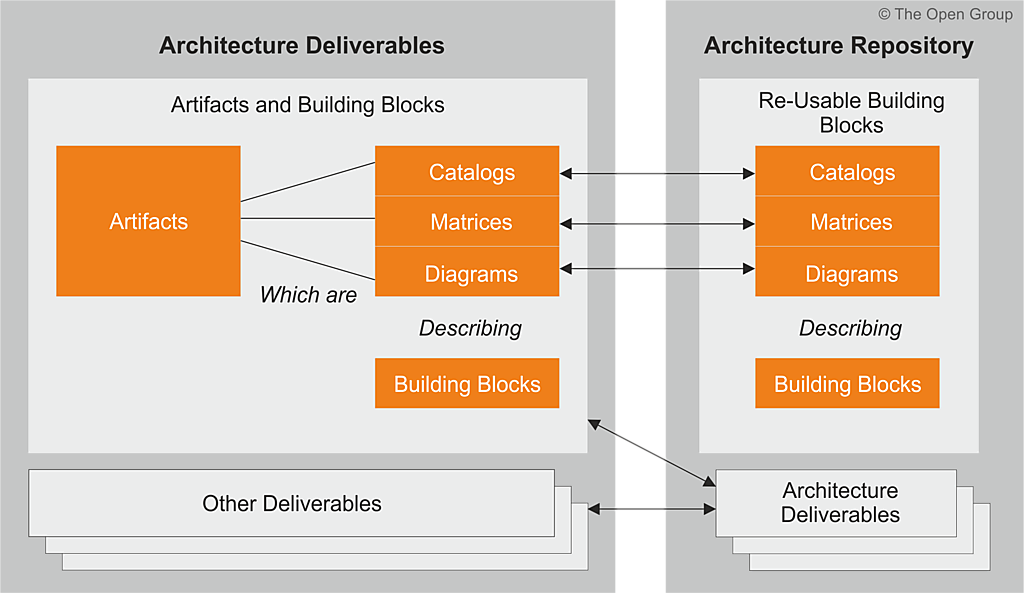 © The Open Group
Architecture Deliverables
Artifacts and Building Blocks
Artifacts
Catalogs
Matrices
Diagrams
Which are
Describing
Building Blocks
Other Deliverables
Architecture Repository
Re-Usable Building
Blocks
Catalogs
Matrices
Diagrams
Describing
Building Blocks
Architecture
Deliverables